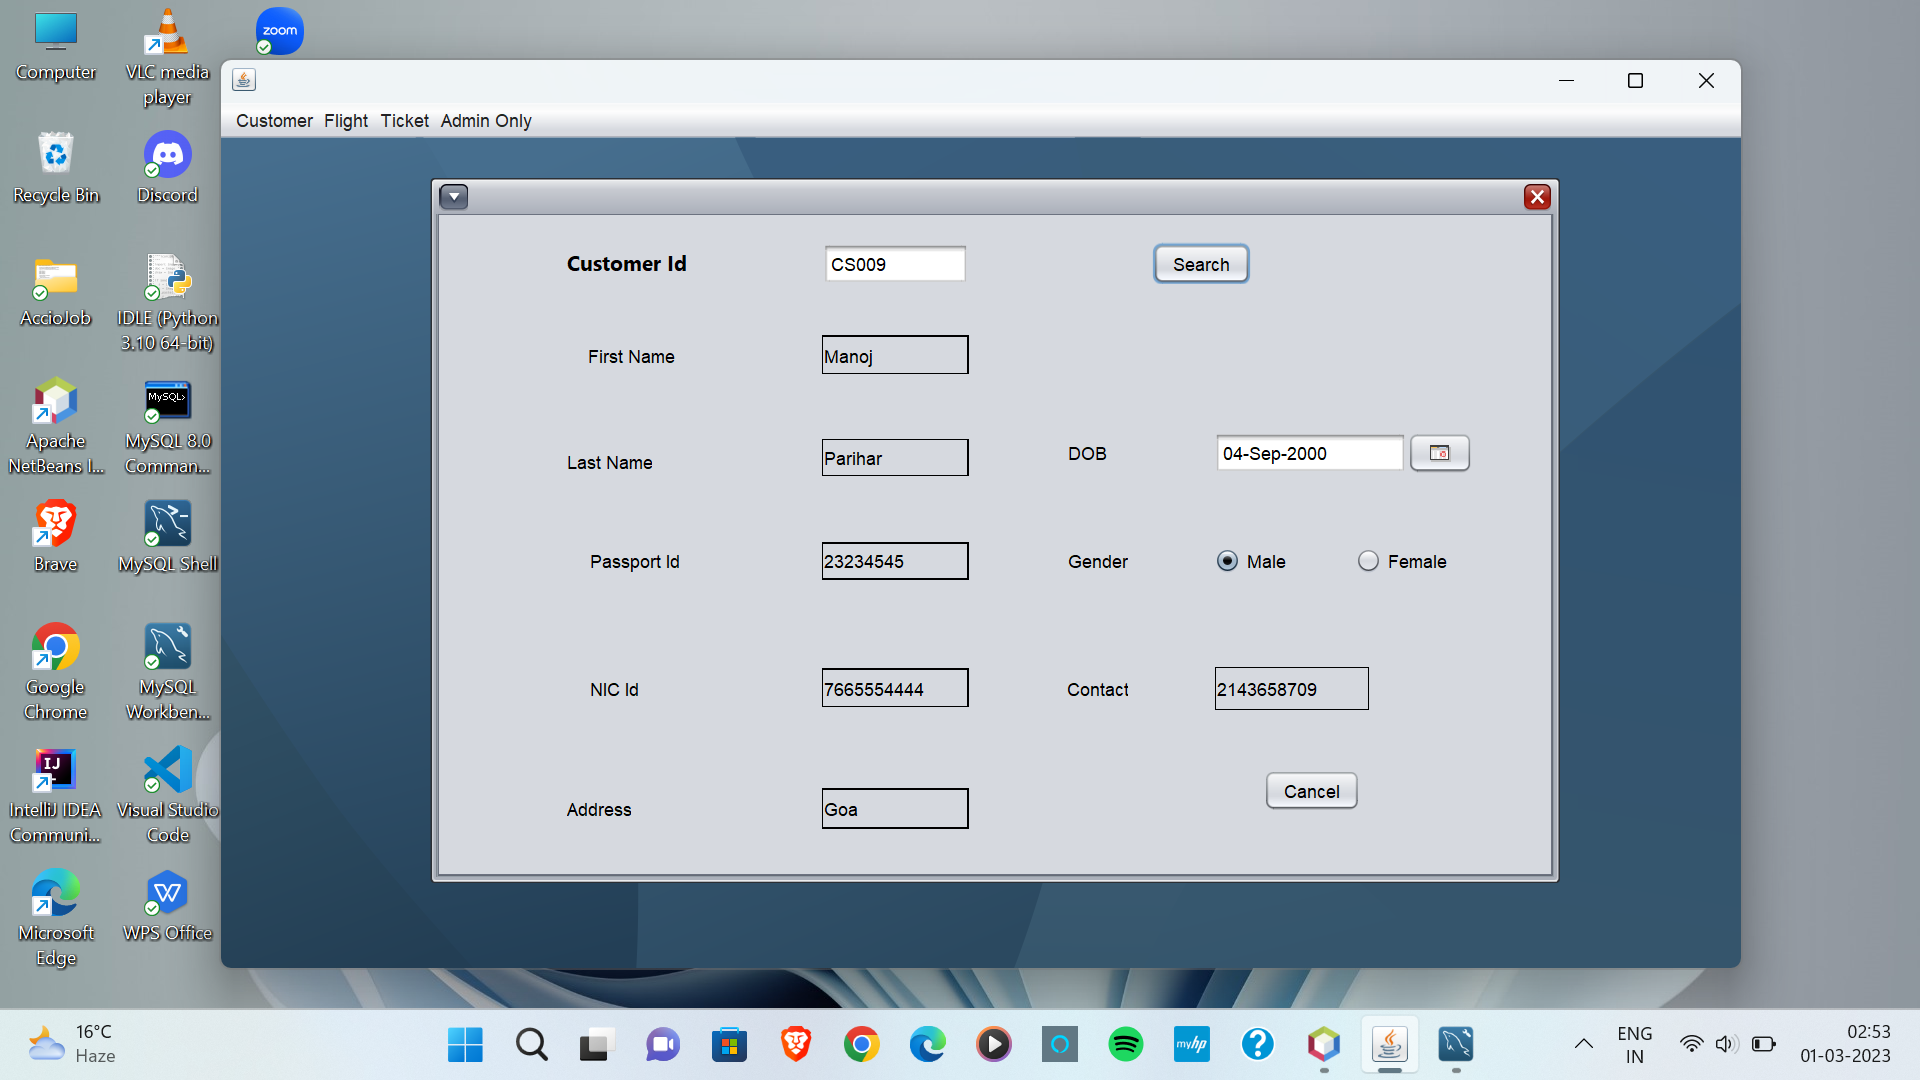 Computer
VLC media
player
zoom
Recycle Bin
Discord
AccioJob
IDLE (Python
3.10 64-bit)
Apache
NetBeans I...
MySQL>
MySQL 8.0
Comman...
Brave
MySQL Shell
Google
Chrome
MySQL
Workben...
IJ
IntelliJ IDEA
Communi...
Visual Studio
Code
Microsoft
Edge
W
WPS Office
Customer Flight Ticket Admin Only
Customer Id CS009 Search
First Name Manoj
Last Name Parihar DOB 04-Sep-2000
Passport Id 23234545 Gender Male Female
NIC Id 7665554444 Contact 2143658709
Cancel
Address Goa
16°C
Haze
myhp
?
ENG
IN
02:53
01-03-2023